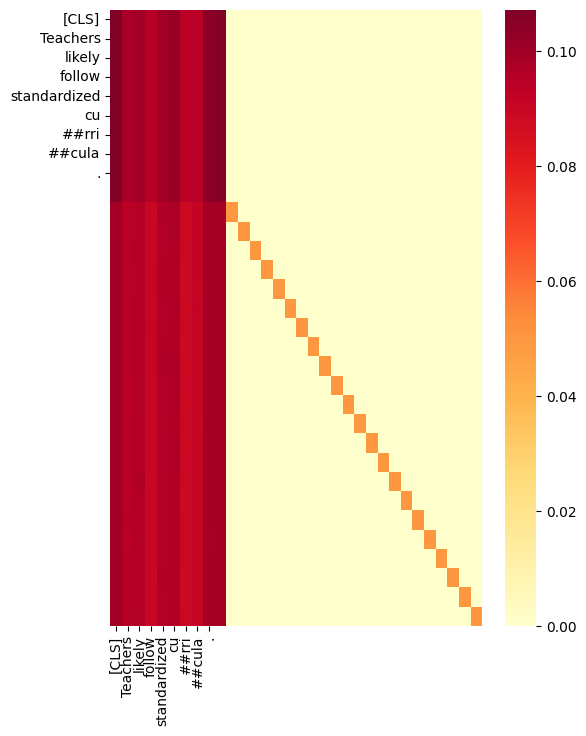 [CLS]
Teachers
likely
follow
standardized
cu
##rri
##cula
.
0.10
0.08
0.06
0.04
0.02
0.00
[CLS]
Teachers
likely
follow
standardized
cu
##rri
##cula
.